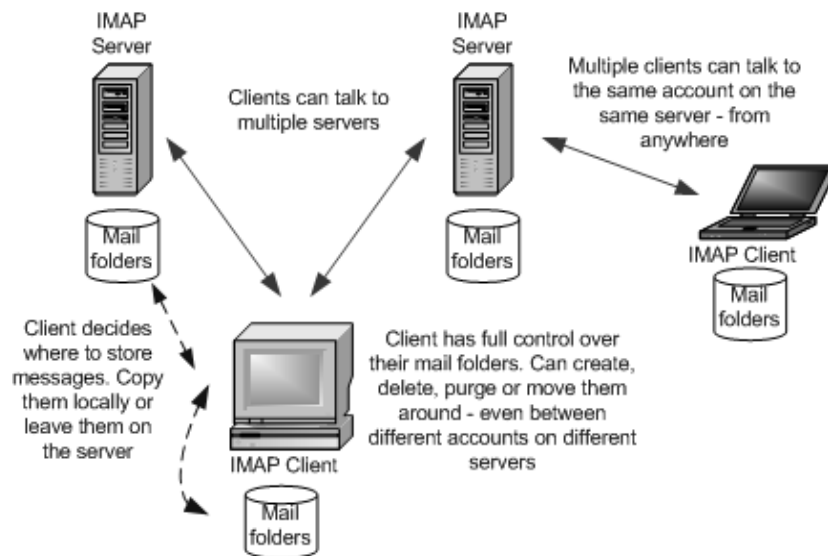 IMAP
Server
IMAP
Server
Clients can talk to
multiple servers
Multiple clients can talk to
the same account on the
same server - from
anywhere
Mail
folders
Mail
folders
IMAP Client
Mail
folders
Client decides
where to store
messages. Copy
them locally or
leave them on
the server
Client has full control over
their mail folders. Can create,
delete, purge or move them
around - even between
different accounts on different
servers
IMAP Client
Mail
folders